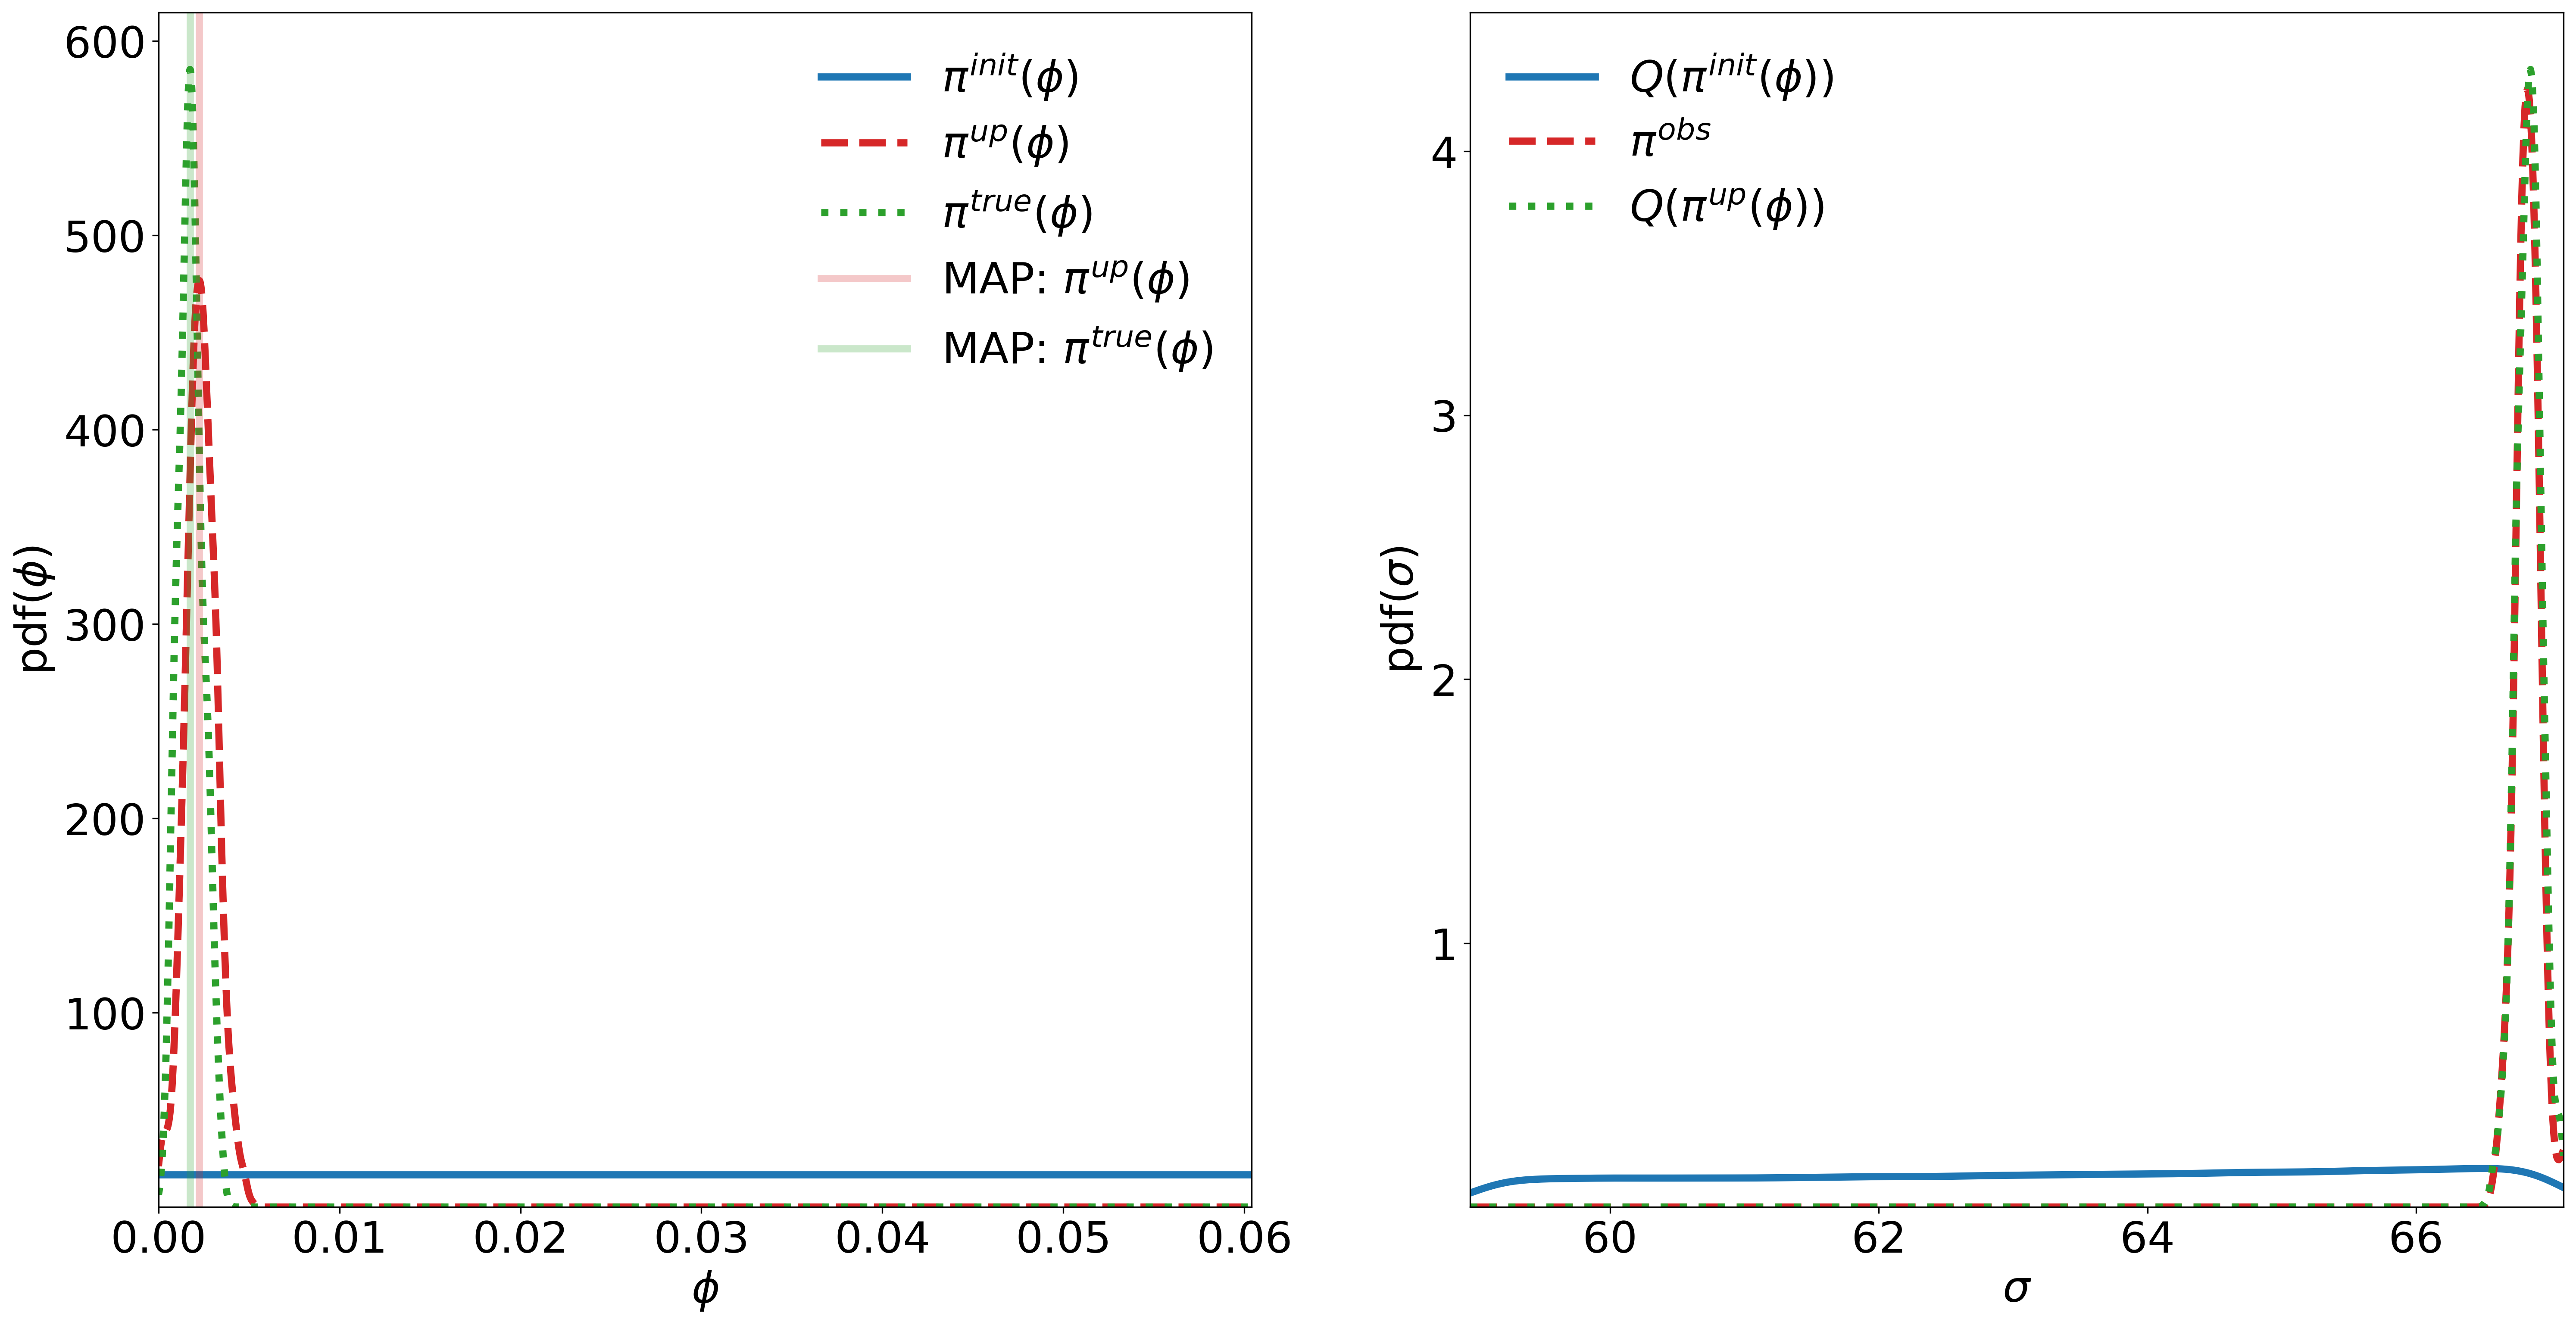 600
500
400
300
200
100
pdf(ϕ)
0.00 0.01 0.02 0.03 0.04 0.05 0.06
ϕ
π^{init}(ϕ)
π^{up}(ϕ)
π^{true}(ϕ)
MAP: π^{up}(ϕ)
MAP: π^{true}(ϕ)
4
3
2
1
pdf(σ)
60 62 64 66
σ
Q(π^{init}(ϕ))
π^{obs}
Q(π^{up}(ϕ))